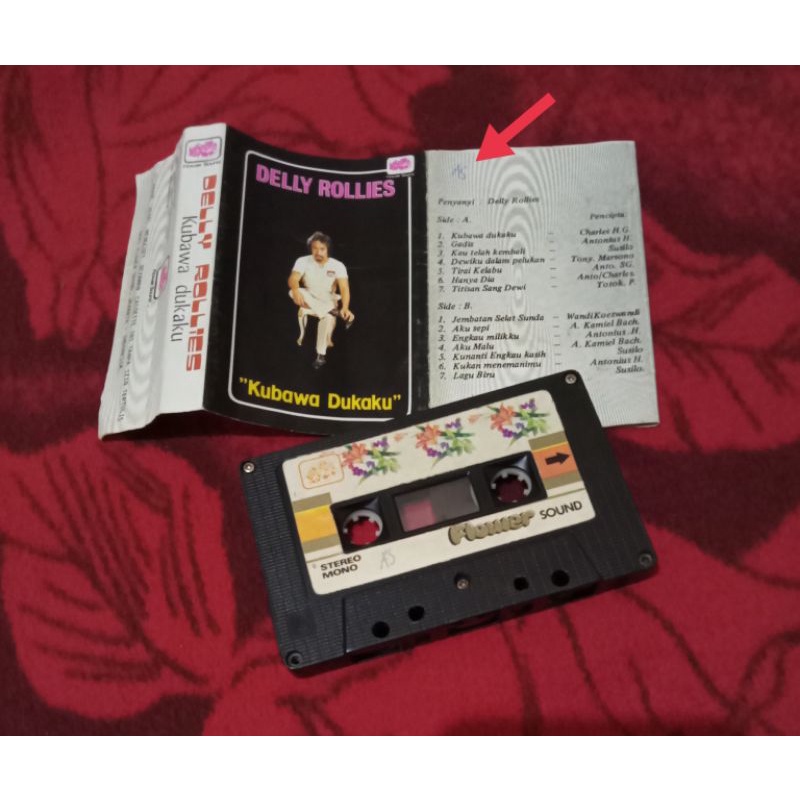 DELLY ROLLIES
Kubawa dukaku
DELLY ROLLIES
"Kubawa Dukaku"
Penyanyi : Delly Rollies
Side : A. Pencipta
1. Kubawa dukaku — Charles H.G.
2. Gadis — Antonius H.
3. Kau telah kembali — Susilo
4. Dewiku dalam pelukan — Tony. Marsono
5. Tirai Kelabu — Anto. SG.
6. Hanya Dia — Anto/Charles
7. Titisan Sang Dewi — Totok. P.
Side : B.
1. Jembatan Selat Sunda — Wandi Koeswandi
2. Aku sepi — A. Kamiel Bach.
3. Engkau milikku — Antonius .H.
4. Aku Malu — A. Kamiel Bach.
5. Kunanti Engkau kasih — Susilo
6. Kukan menemanimu — Antonius H.
7. Lagu Biru — Susilo.
Flower SOUND
STEREO
MONO